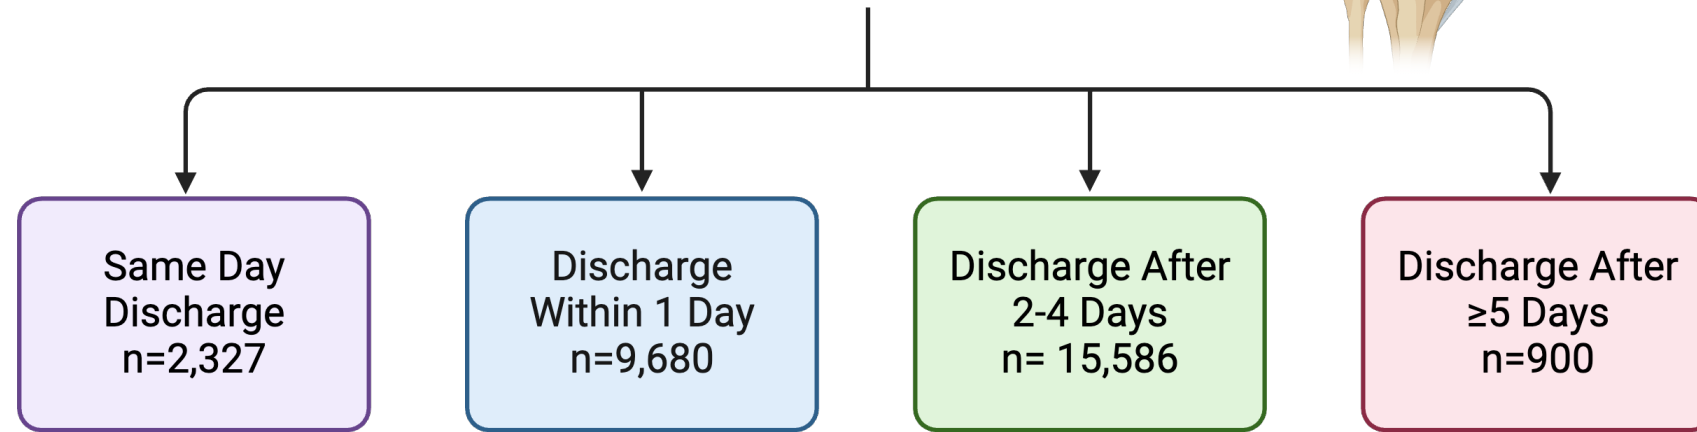 Same Day
Discharge
n=2,327
Discharge
Within 1 Day
n=9,680
Discharge After
2-4 Days
n= 15,586
Discharge After
≥5 Days
n=900